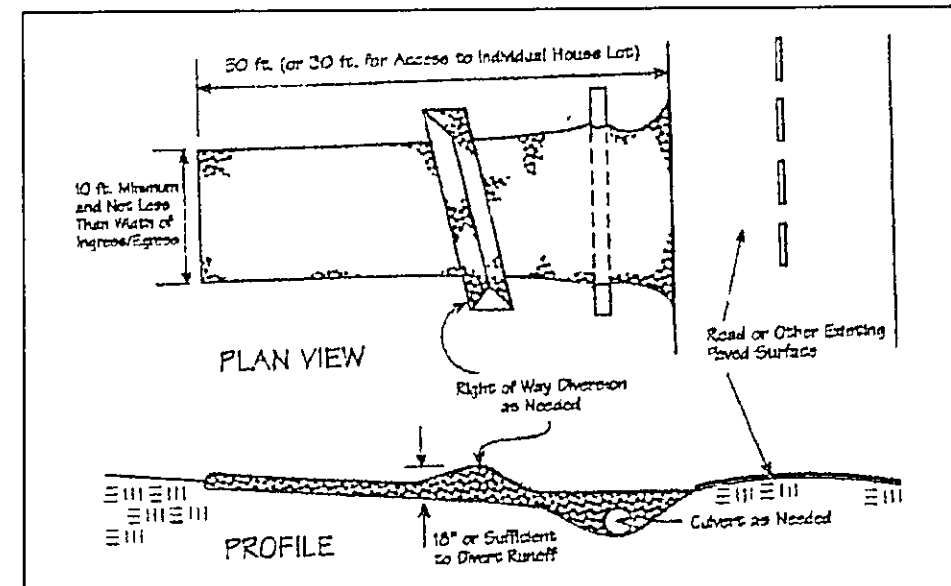 50 ft. (or 30 ft. for Access to Individual House Lot)
10 ft. Minimum
and Not Less
Than Width of
Ingress/Egress
PLAN VIEW
Right of Way Diversion
as Needed
Road or Other Existing
Paved Surface
Culvert as Needed
18" or Sufficient
to Divert Runoff
PROFILE